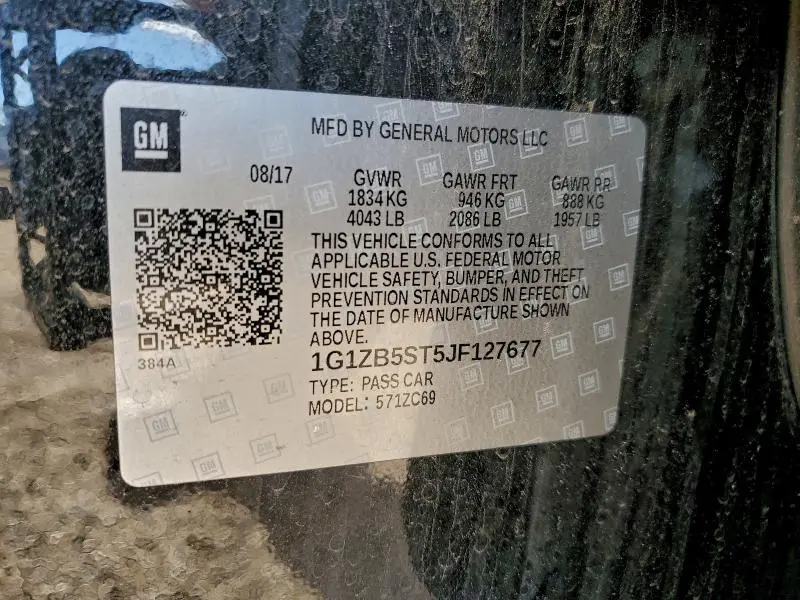 GM
MFD BY GENERAL MOTORS LLC
08/17
GVWR GAWR FRT GAWR RR
1834 KG 946 KG 888 KG
4043 LB 2086 LB 1957 LB
THIS VEHICLE CONFORMS TO ALL
APPLICABLE U.S. FEDERAL MOTOR
VEHICLE SAFETY, BUMPER, AND THEFT
PREVENTION STANDARDS IN EFFECT ON
THE DATE OF MANUFACTURE SHOWN
ABOVE.
384A
1G1ZB5ST5JF127677
TYPE: PASS CAR
MODEL: 571ZC69